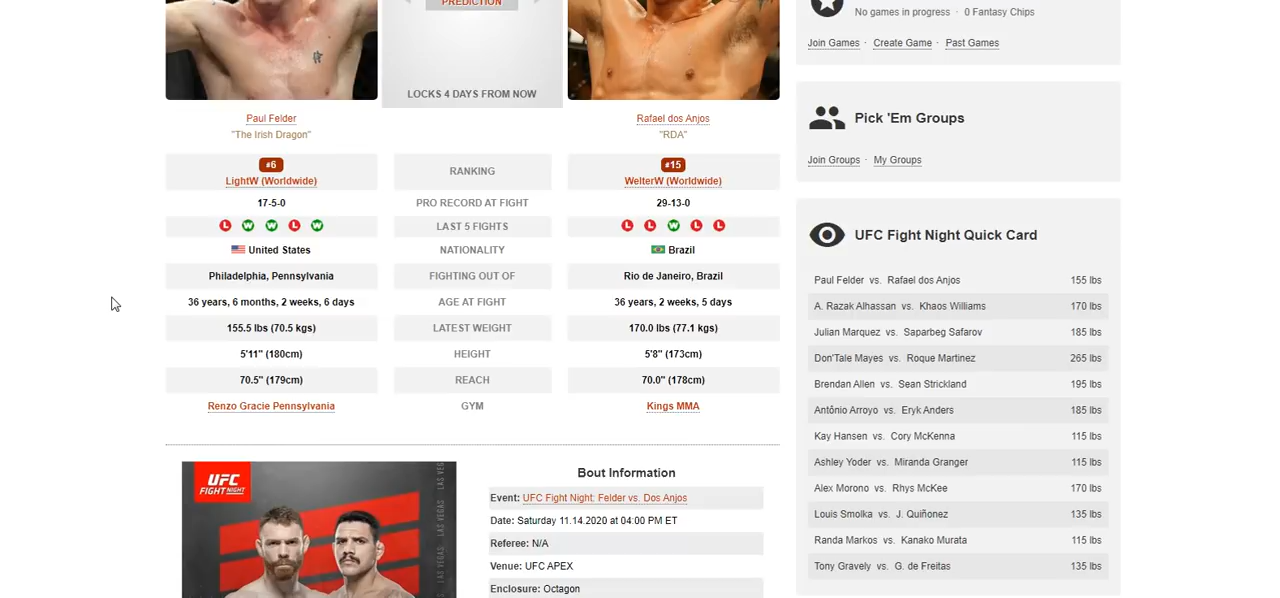 PREDICTION
LOCKS 4 DAYS FROM NOW
Paul Felder
"The Irish Dragon"
Rafael dos Anjos
"RDA"
#6 RANKING #15
LightW (Worldwide) WelterW (Worldwide)
17-5-0 PRO RECORD AT FIGHT 29-13-0
L W W L W LAST 5 FIGHTS L L W L L
United States NATIONALITY Brazil
Philadelphia, Pennsylvania FIGHTING OUT OF Rio de Janeiro, Brazil
36 years, 6 months, 2 weeks, 6 days AGE AT FIGHT 36 years, 2 weeks, 5 days
155.5 lbs (70.5 kgs) LATEST WEIGHT 170.0 lbs (77.1 kgs)
5'11" (180cm) HEIGHT 5'8" (173cm)
70.5" (179cm) REACH 70.0" (178cm)
Renzo Gracie Pennsylvania GYM Kings MMA
UFC
FIGHT NIGHT
LAS VEGAS
LAS VEG
Bout Information
Event: UFC Fight Night: Felder vs. Dos Anjos
Date: Saturday 11.14.2020 at 04:00 PM ET
Referee: N/A
Venue: UFC APEX
Enclosure: Octagon
No games in progress · 0 Fantasy Chips
Join Games · Create Game · Past Games
Pick 'Em Groups
Join Groups · My Groups
UFC Fight Night Quick Card
Paul Felder vs. Rafael dos Anjos 155 lbs
A. Razak Alhassan vs. Khaos Williams 170 lbs
Julian Marquez vs. Saparbeg Safarov 185 lbs
Don'Tale Mayes vs. Roque Martinez 265 lbs
Brendan Allen vs. Sean Strickland 195 lbs
Antônio Arroyo vs. Eryk Anders 185 lbs
Kay Hansen vs. Cory McKenna 115 lbs
Ashley Yoder vs. Miranda Granger 115 lbs
Alex Morono vs. Rhys McKee 170 lbs
Louis Smolka vs. J. Quiñonez 135 lbs
Randa Markos vs. Kanako Murata 115 lbs
Tony Gravely vs. G. de Freitas 135 lbs